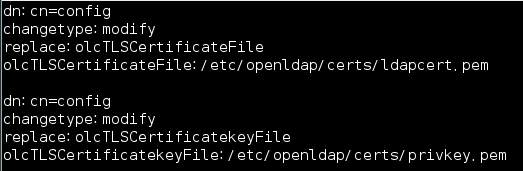 dn: cn=config
changetype: modify
replace: olcTLSCertificateFile
olcTLSCertificateFile: /etc/openldap/certs/ldapcert.pem

dn: cn=config
changetype: modify
replace: olcTLSCertificatekeyFile
olcTLSCertificatekeyFile: /etc/openldap/certs/privkey.pem